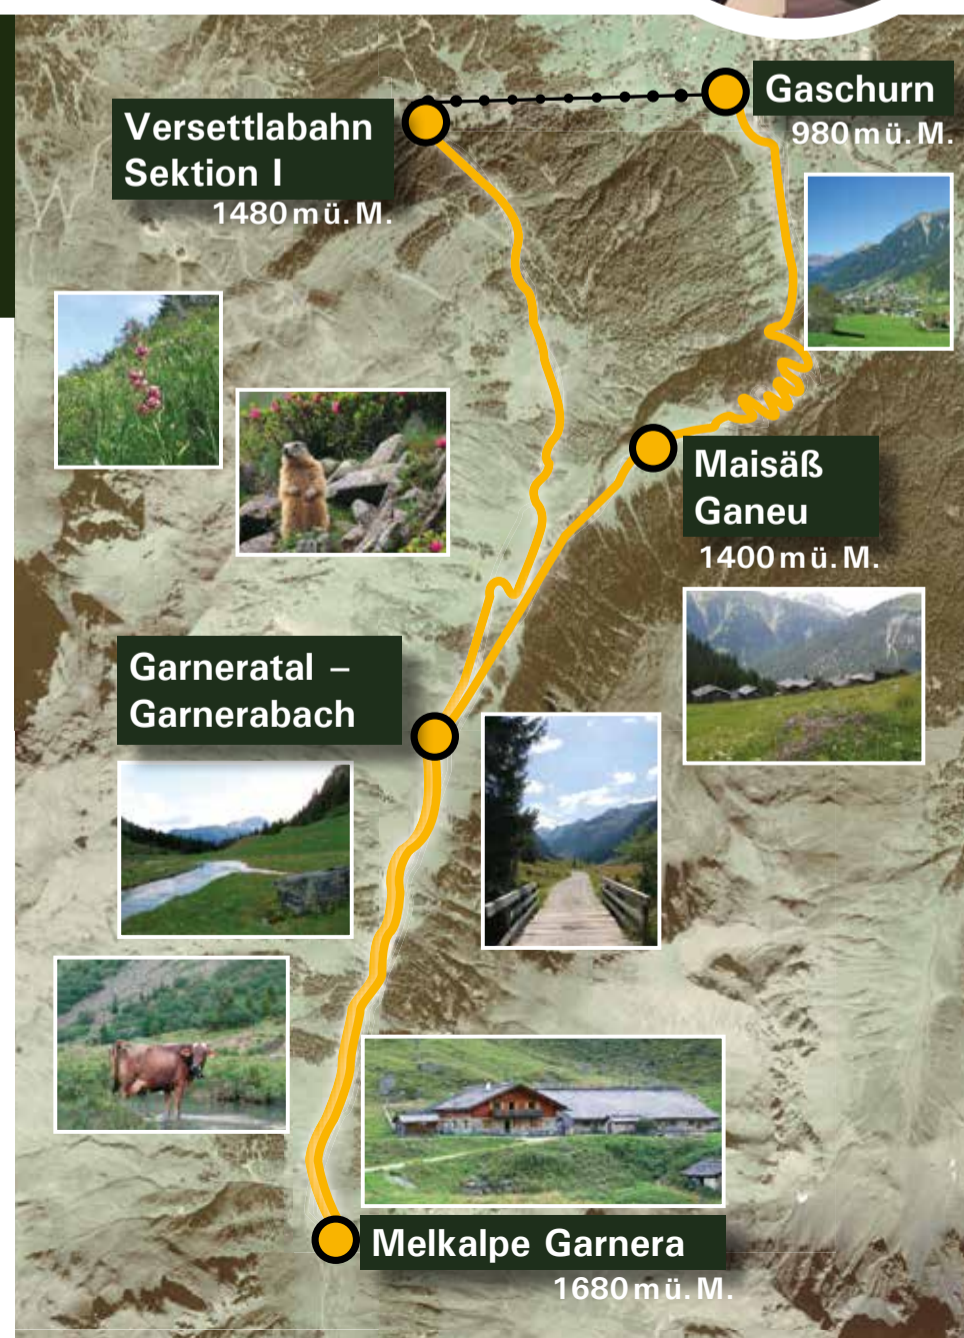 Gaschurn
980 m ü. M.
Versettlabahn
Sektion I
1480 m ü. M.
Maisäß
Ganeu
1400 m ü. M.
Garneratal –
Garnerabach
Melkalpe Garnera
1680 m ü. M.